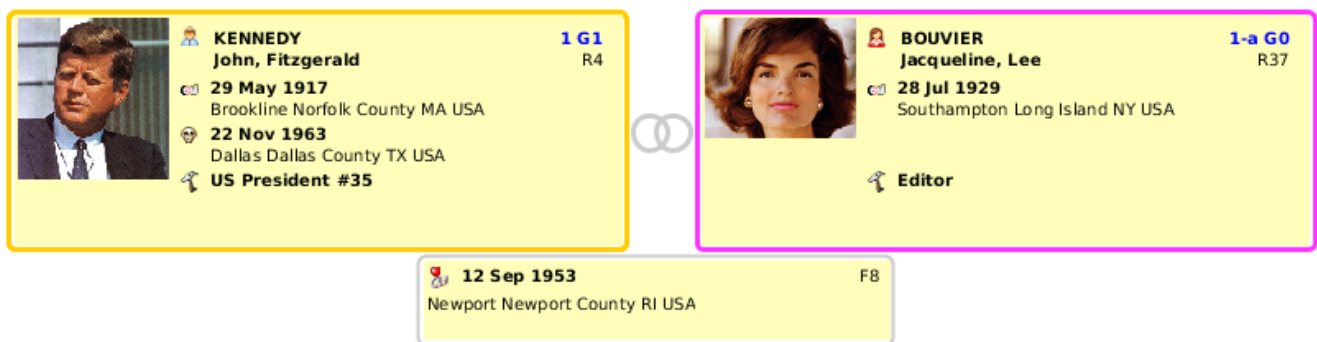 KENNEDY 1 G1
John, Fitzgerald R4
29 May 1917
Brookline Norfolk County MA USA
22 Nov 1963
Dallas Dallas County TX USA
US President #35
BOUVIER 1-a G0
Jacqueline, Lee R37
28 Jul 1929
Southampton Long Island NY USA
Editor
12 Sep 1953 F8
Newport Newport County RI USA